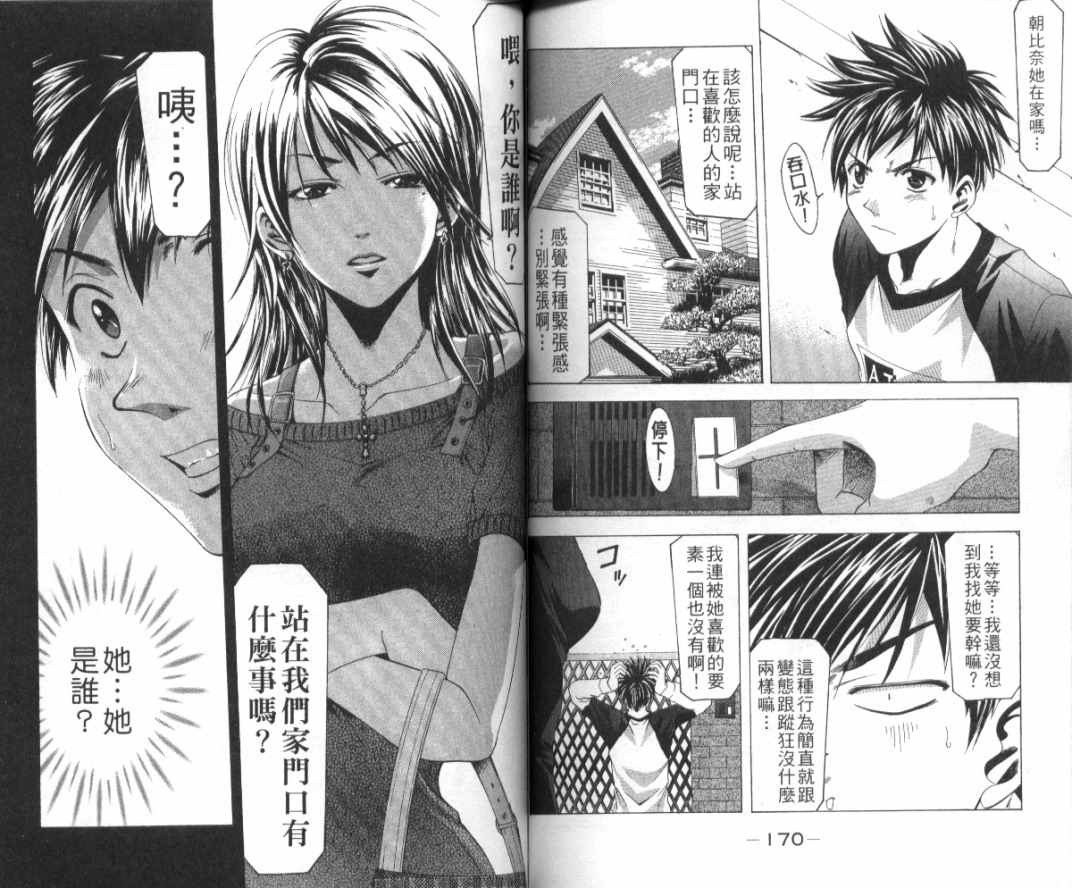 朝比奈她在家嗎…
吞口水！
該怎麼說呢…站
在喜歡的人的家
門口…
感覺有種緊張感
…別緊張啊…
停下！
…等等…我還沒想
到我找她要幹嘛？
這種行為簡直就跟
變態跟蹤狂沒什麼
兩樣嘛…
我連被她喜歡的要
素一個也沒有啊！
コツ
—170—
喂，你是誰啊？
站在我們家門口有
什麼事嗎？
咦…？
她…她
是誰？